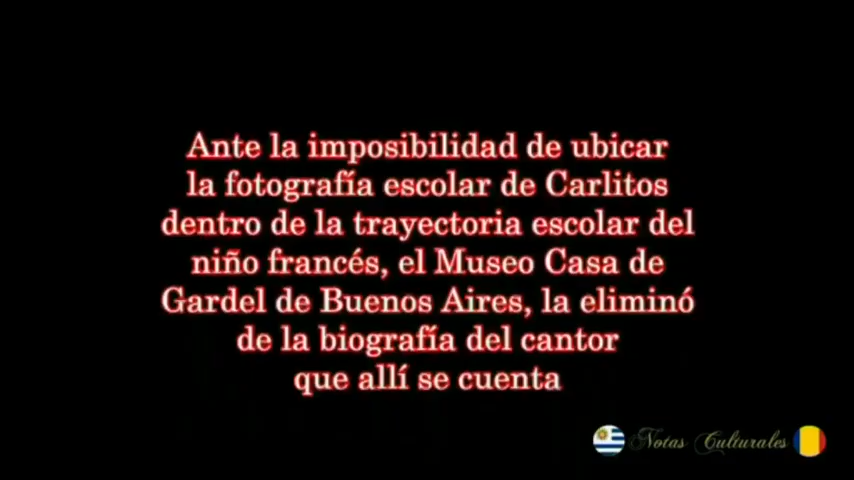 Ante la imposibilidad de ubicar
la fotografía escolar de Carlitos
dentro de la trayectoria escolar del
niño francés, el Museo Casa de
Gardel de Buenos Aires, la eliminó
de la biografía del cantor
que allí se cuenta
Notas Culturales